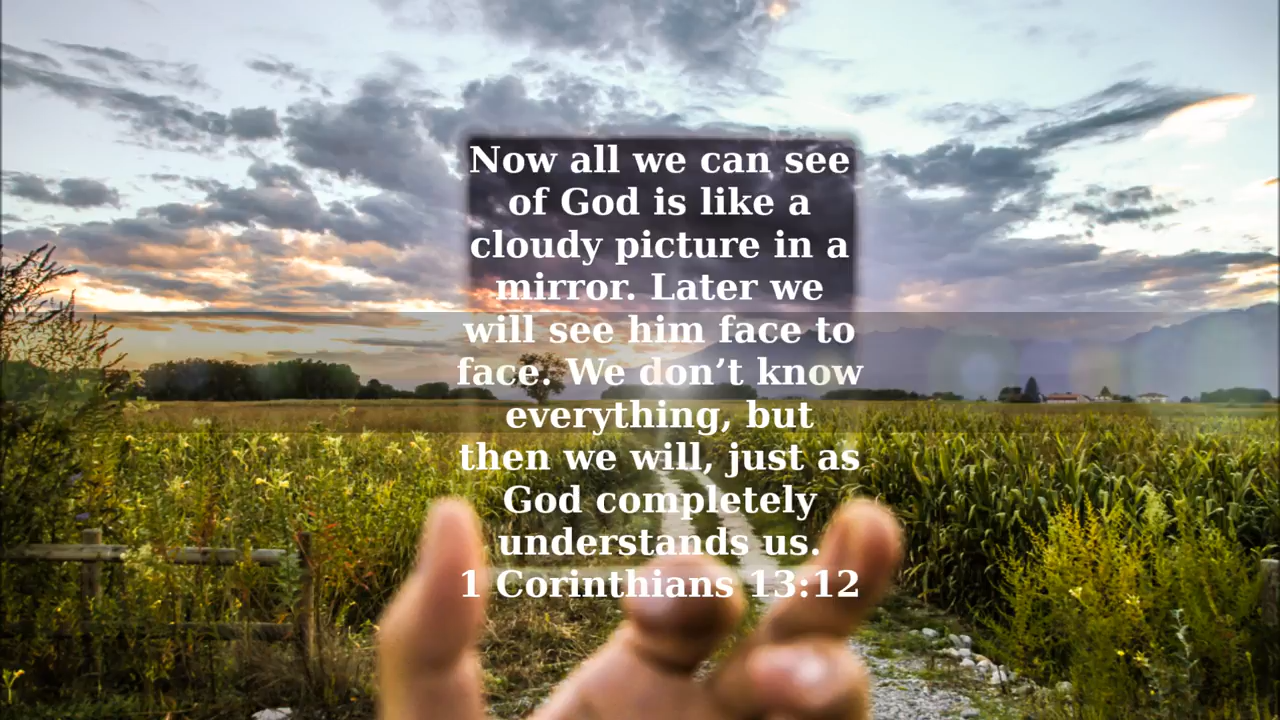 Now all we can see
of God is like a
cloudy picture in a
mirror. Later we
will see him face to
face. We don’t know
everything, but
then we will, just as
God completely
understands us.
1 Corinthians 13:12